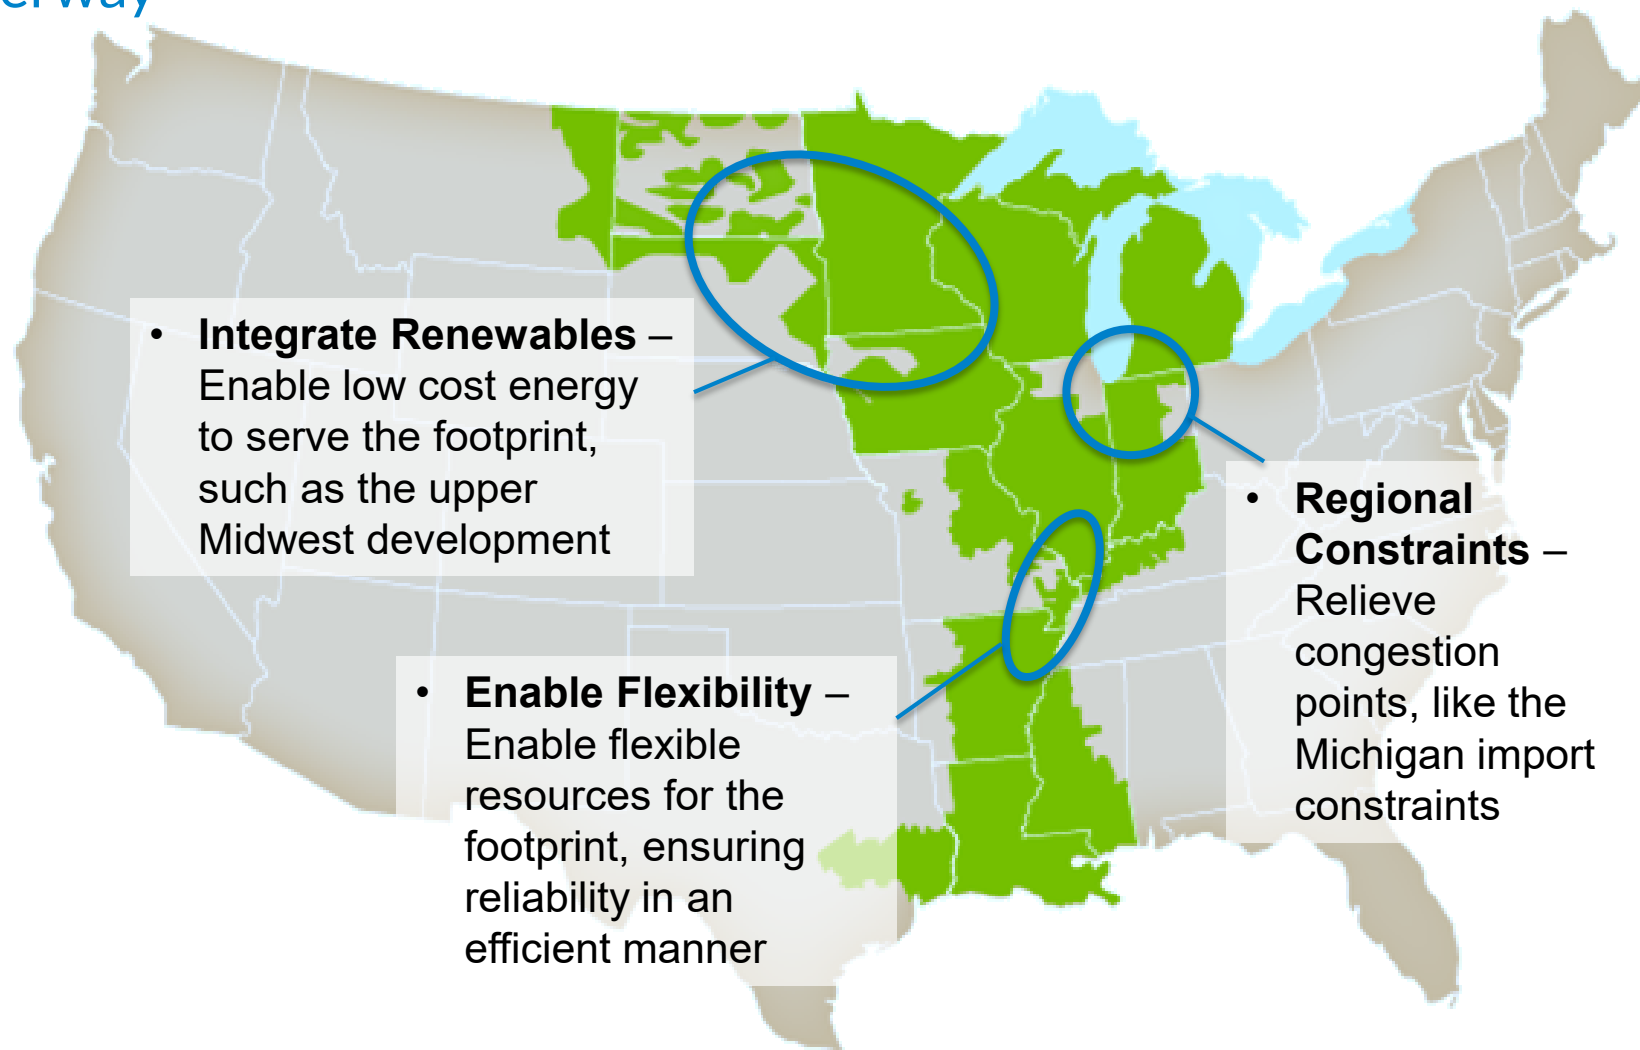 • Integrate Renewables –
Enable low cost energy
to serve the footprint,
such as the upper
Midwest development
• Regional
Constraints –
Relieve
congestion
points, like the
Michigan import
constraints
• Enable Flexibility –
Enable flexible
resources for the
footprint, ensuring
reliability in an
efficient manner